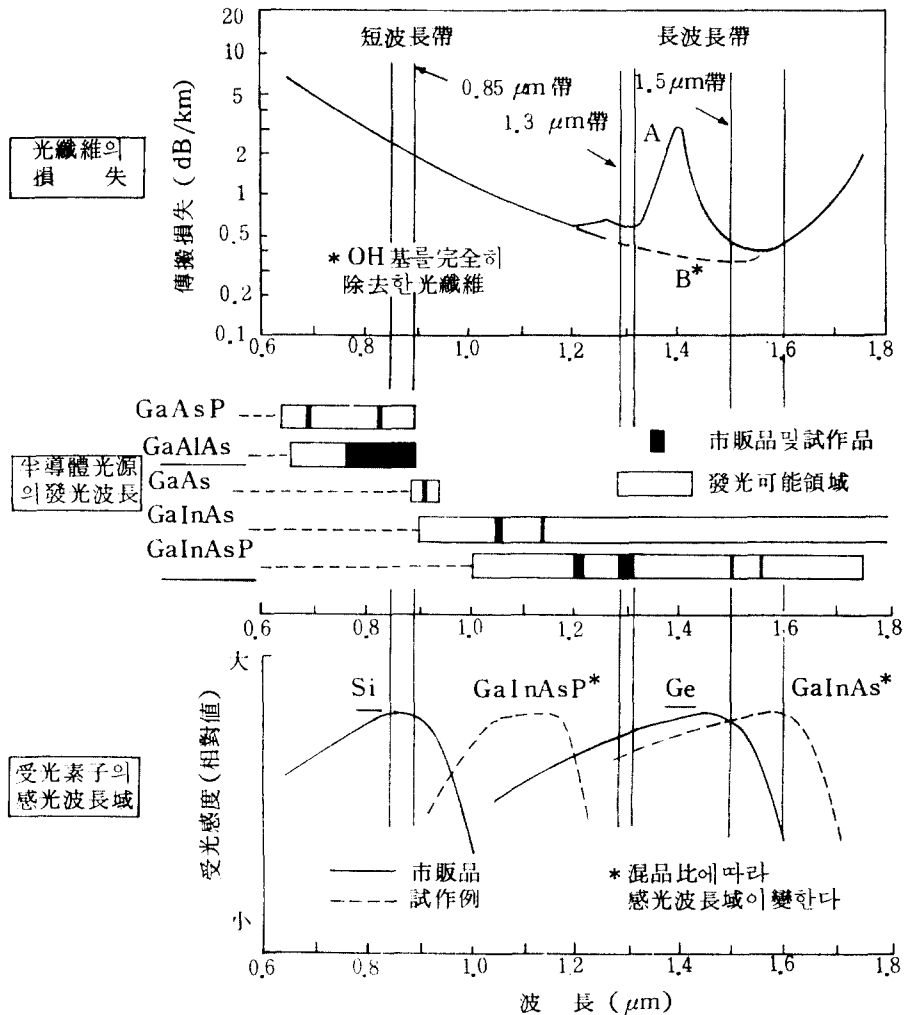 光纖維의
損 失
傳搬損失 (dB/km)
20
10
5
2
1
0.5
0.2
0.1
短波長帶
長波長帶
0.85 μm帶
1.3 μm帶
1.5μm帶
A
B*
* OH 基를完全히
除去한光纖維
0.6
0.8
1.0
1.2
1.4
1.6
1.8
半導體光源
의發光波長
GaAsP
GaAlAs
GaAs
GaInAs
GaInAsP
市販品및試作品
發光可能領域
0.6
0.8
1.0
1.2
1.4
1.6
1.8
受光素子의
感光波長域
受光感度(相對値)
大
小
Si
GaInAsP*
Ge
GaInAs*
市販品
試作例
* 混品比에따라
感光波長域이變한다
0.6
0.8
1.0
1.2
1.4
1.6
1.8
波 長 (μm)